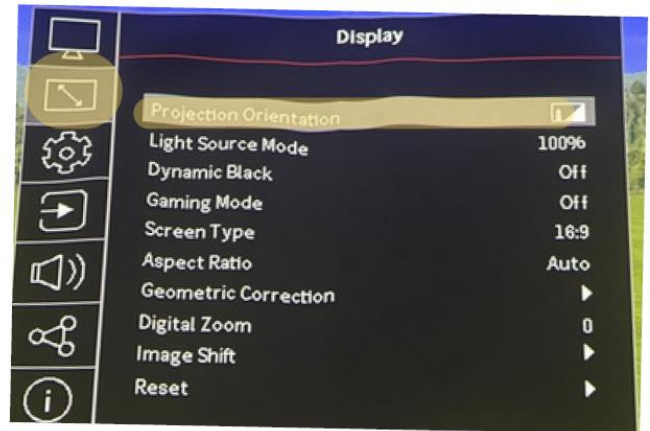 Display
Projection Orientation
Light Source Mode 100%
Dynamic Black Off
Gaming Mode Off
Screen Type 16:9
Aspect Ratio Auto
Geometric Correction
Digital Zoom 0
Image Shift
Reset
i